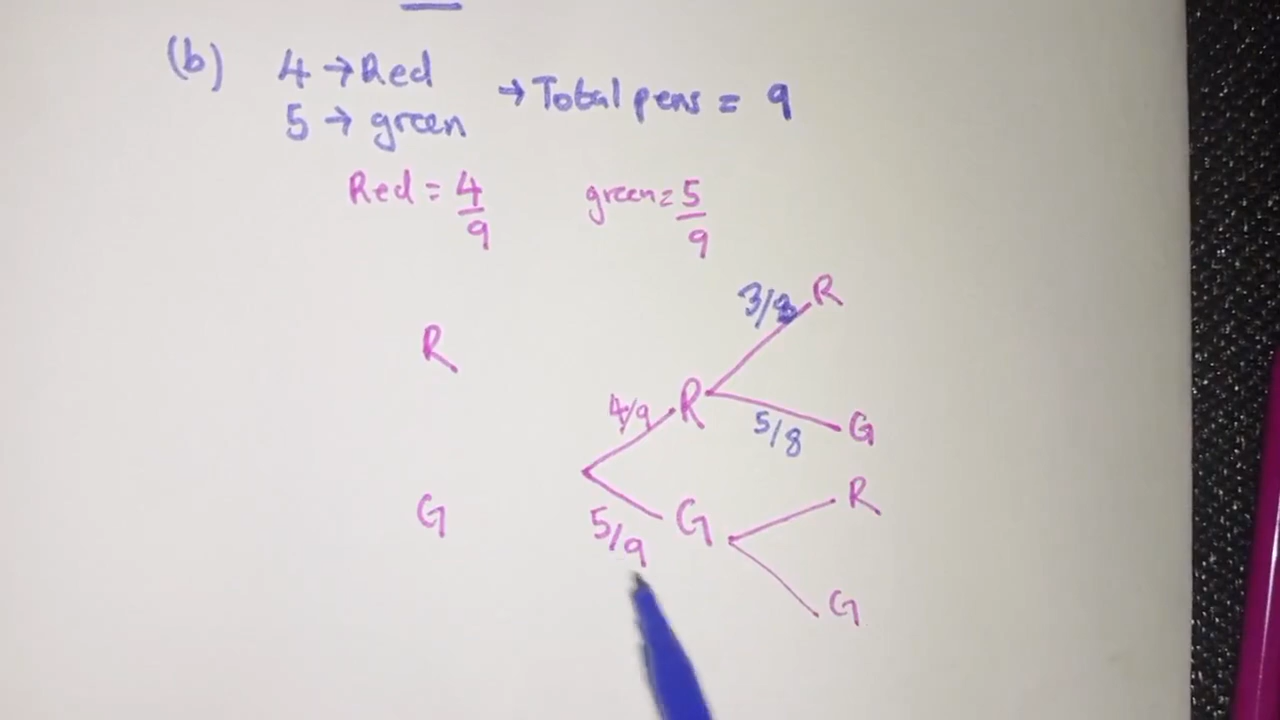 (b) 4 → Red
5 → green
→ Total pens = 9
Red = 4/9 green = 5/9
3/8 R
R
4/9 R
5/8 G
R
G
5/9 G
G